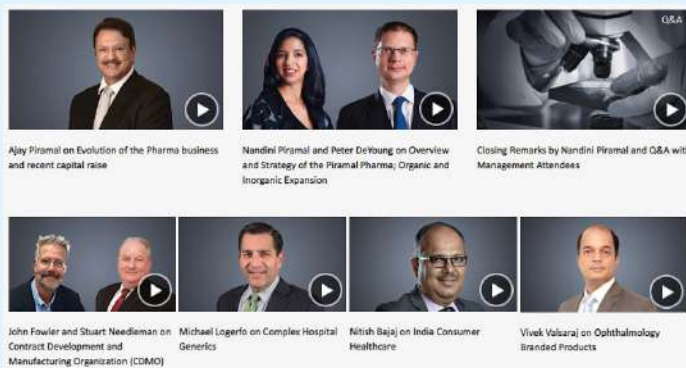 Q&A
Ajay Piramal on Evolution of the Pharma business
and recent capital raise
Nandini Piramal and Peter DeYoung on Overview
and Strategy of the Piramal Pharma; Organic and
Inorganic Expansion
Closing Remarks by Nandini Piramal and Q&A with
Management Attendees
John Fowler and Stuart Needleman on
Contract Development and
Manufacturing Organization (CDMO)
Michael Logerfo on Complex Hospital
Generics
Nitish Bajaj on India Consumer
Healthcare
Vivek Valsaraj on Ophthalmology
Branded Products